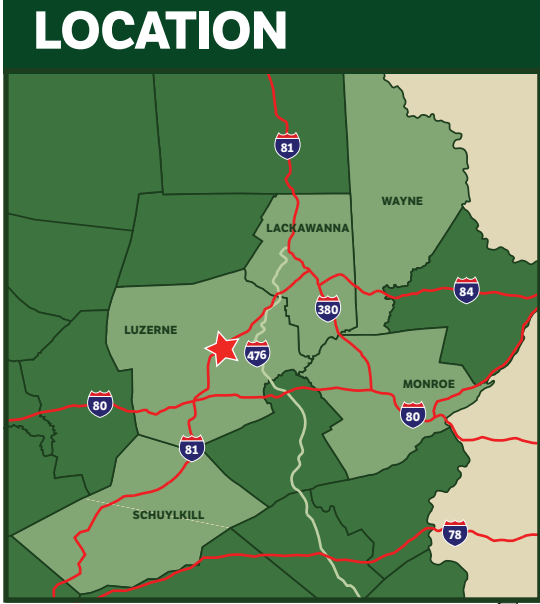 LOCATION
81
WAYNE
LACKAWANNA
84
380
LUZERNE
476
MONROE
80
80
81
SCHUYLKILL
78